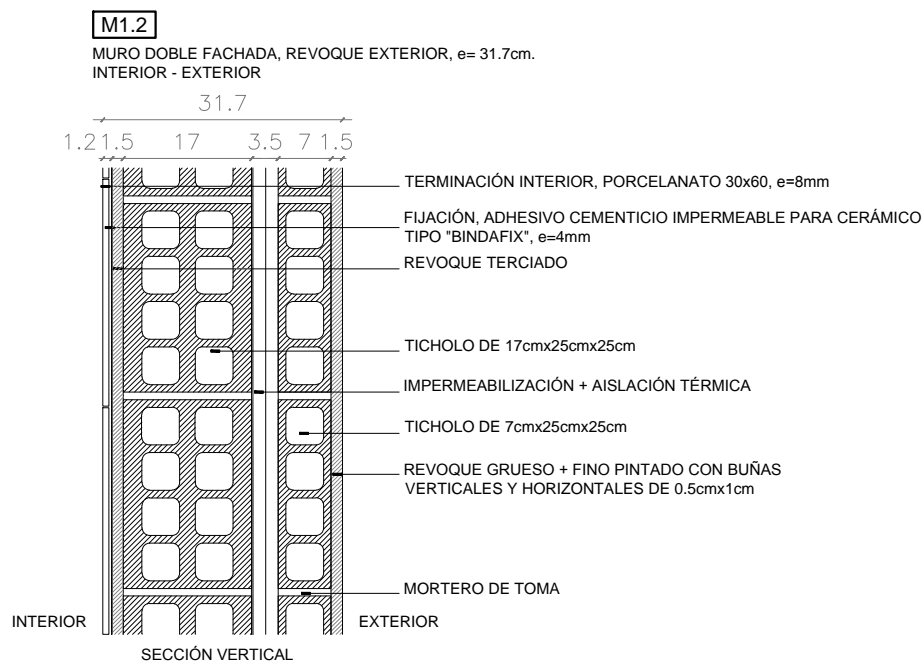 M1.2
MURO DOBLE FACHADA, REVOQUE EXTERIOR, e= 31.7cm.
INTERIOR - EXTERIOR
31.7
1.2 1.5 17 3.5 7 1.5
TERMINACIÓN INTERIOR, PORCELANATO 30x60, e=8mm
FIJACIÓN, ADHESIVO CEMENTICIO IMPERMEABLE PARA CERÁMICO
TIPO "BINDAFIX", e=4mm
REVOQUE TERCIADO
TICHOLO DE 17cmx25cmx25cm
IMPERMEABILIZACIÓN + AISLACIÓN TÉRMICA
TICHOLO DE 7cmx25cmx25cm
REVOQUE GRUESO + FINO PINTADO CON BUÑAS
VERTICALES Y HORIZONTALES DE 0.5cmx1cm
MORTERO DE TOMA
INTERIOR
EXTERIOR
SECCIÓN VERTICAL